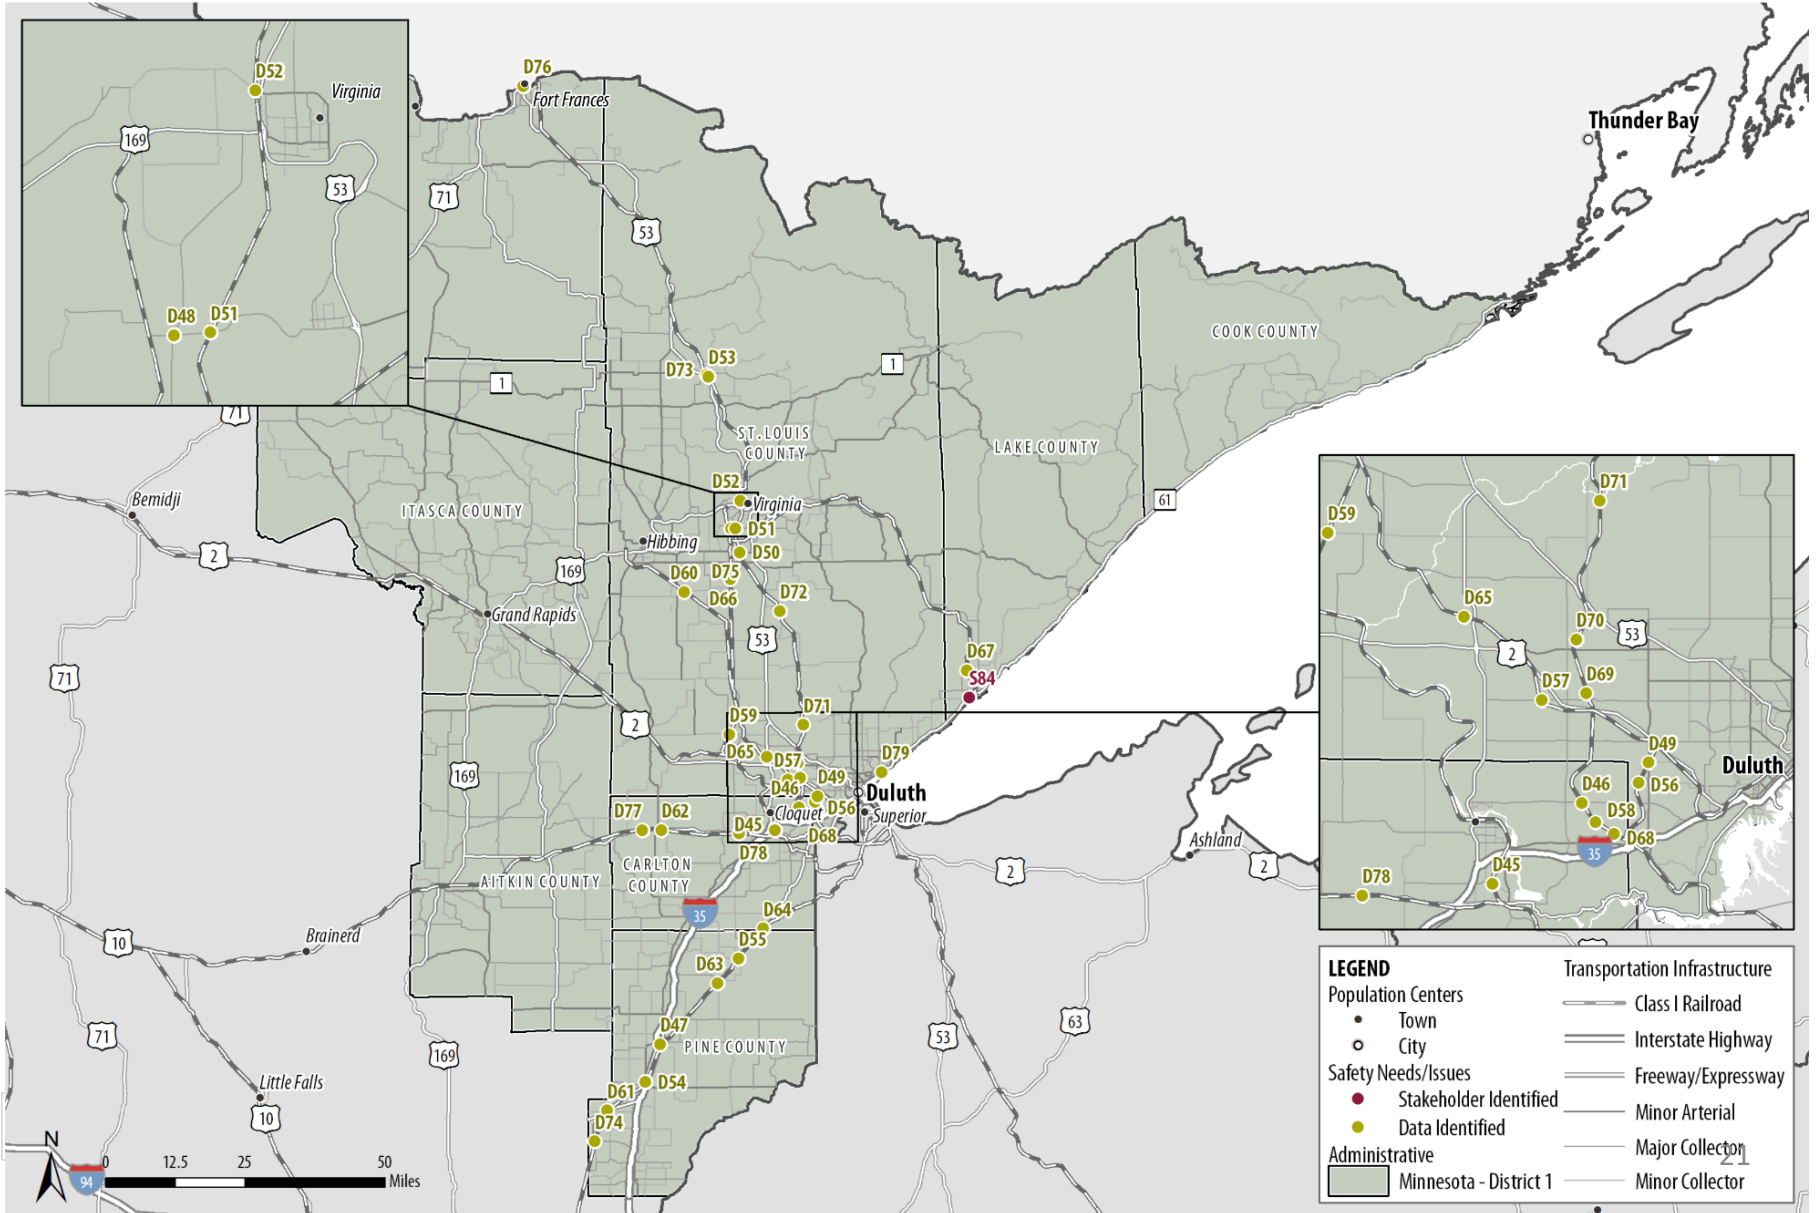 D52
Virginia
169
53
D48
D51
D76
Fort Frances
71
53
Thunder Bay
COOK COUNTY
1
1
D53
D73
71
ST. LOUIS
COUNTY
LAKE COUNTY
61
Bemidji
ITASCA COUNTY
D52
Virginia
D51
Hibbing
D50
2
169
D60
D75
D66
D72
Grand Rapids
53
71
D67
S84
2
D59
D71
D65
D57
D79
169
D46
D49
Duluth
D77
D62
Cloquet
D56
Superior
D45
D68
D78
Ashland
CARLTON
COUNTY
AITKIN COUNTY
2
2
35
D64
Brainerd
10
D55
D63
D47
PINE COUNTY
71
169
53
63
D54
D61
D74
Little Falls
10
N
94
0
12.5
25
50
Miles
D71
D59
D65
D70
53
2
D57
D69
D49
Duluth
D46
D56
D58
D68
35
D45
D78
LEGEND
Population Centers
Town
City
Safety Needs/Issues
Stakeholder Identified
Data Identified
Administrative
Minnesota - District 1
Transportation Infrastructure
Class I Railroad
Interstate Highway
Freeway/Expressway
Minor Arterial
Major Collector
21
Minor Collector